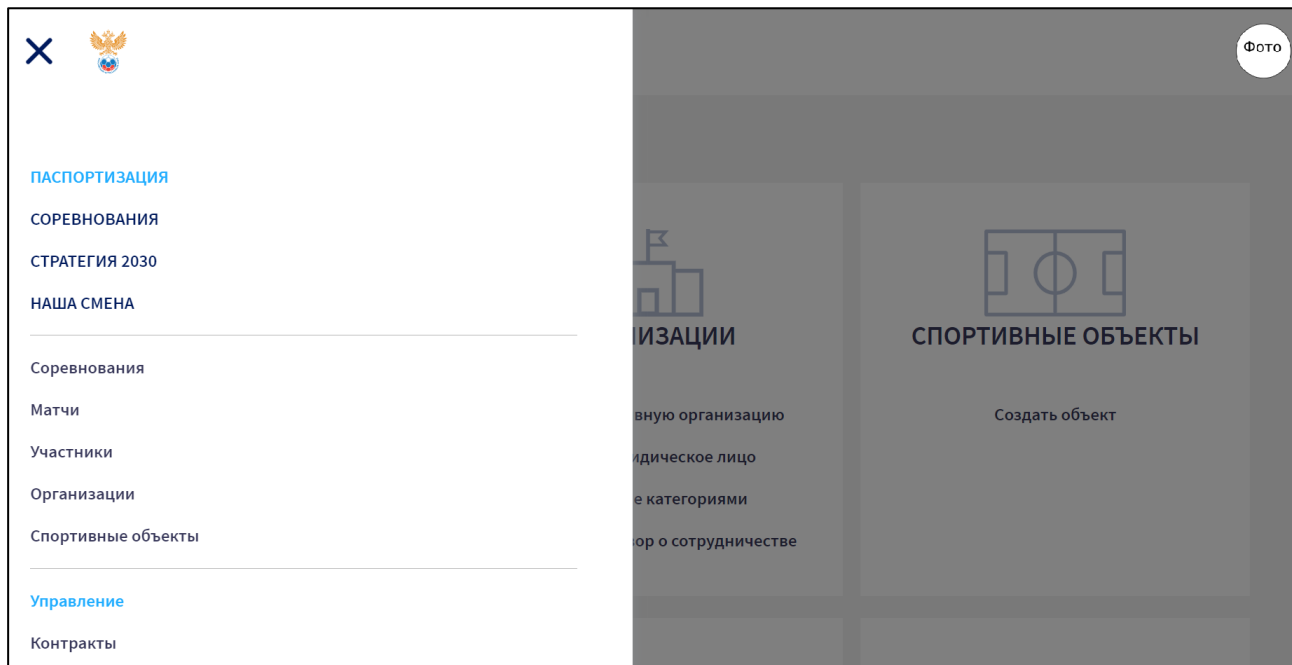 Фото
ПАСПОРТИЗАЦИЯ
СОРЕВНОВАНИЯ
СТРАТЕГИЯ 2030
НАША СМЕНА
Соревнования
Матчи
Участники
Организации
Спортивные объекты
Управление
Контракты
ИЗАЦИИ
вную организацию
идическое лицо
е категориями
вор о сотрудничестве
СПОРТИВНЫЕ ОБЪЕКТЫ
Создать объект